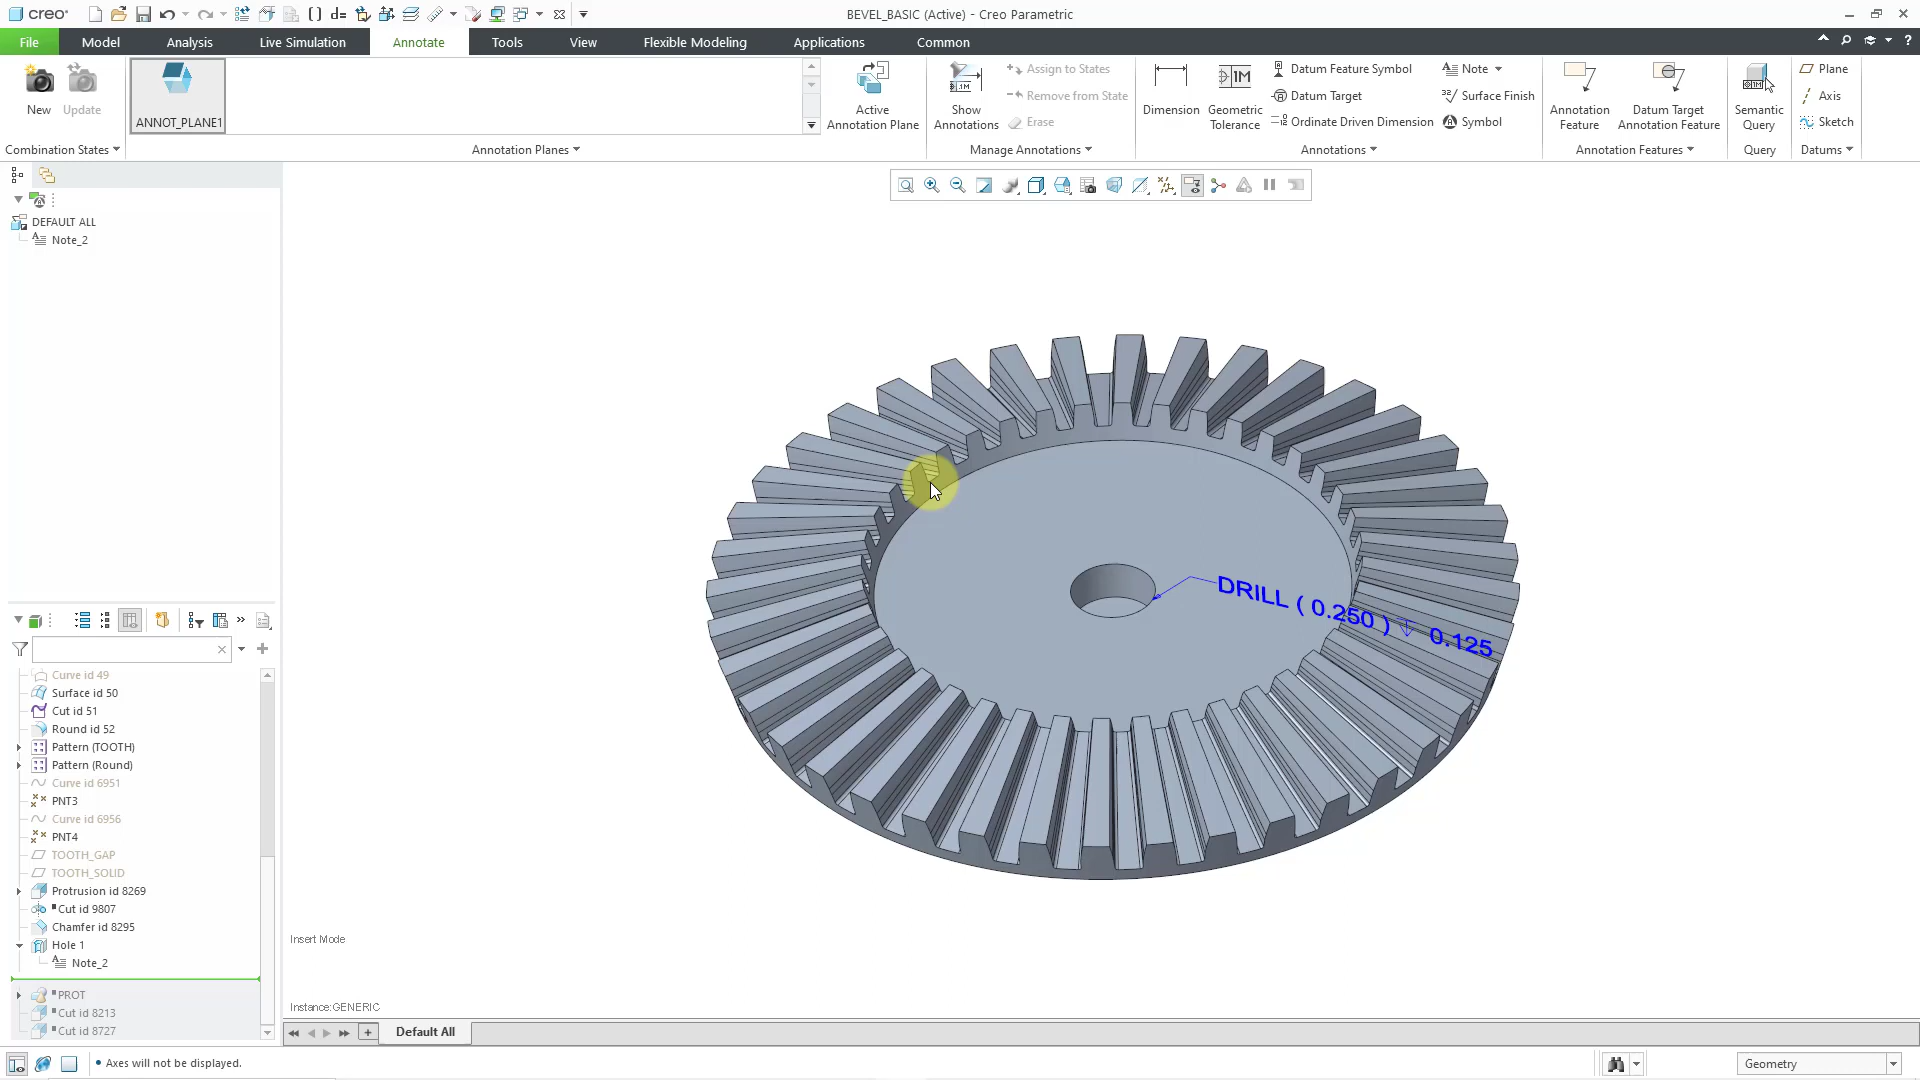 creo
BEVEL_BASIC (Active) - Creo Parametric
File Model Analysis Live Simulation Annotate Tools View Flexible Modeling Applications Common
New
Update
Combination States
ANNOT_PLANE1
Annotation Planes
Active
Annotation Plane
Show
Annotations
Assign to States
Remove from State
Erase
Manage Annotations
Dimension
Geometric
Tolerance
Datum Feature Symbol
Datum Target
Ordinate Driven Dimension
Note
Surface Finish
Symbol
Annotations
Annotation
Feature
Datum Target
Annotation Feature
Annotation Features
Semantic
Query
Query
Plane
Axis
Sketch
Datums
DEFAULT ALL
Note_2
Curve id 49
Surface id 50
Cut id 51
Round id 52
Pattern (TOOTH)
Pattern (Round)
Curve id 6951
PNT3
Curve id 6956
PNT4
TOOTH_GAP
TOOTH_SOLID
Protrusion id 8269
Cut id 9807
Chamfer id 8295
Hole 1
Note_2
PROT
Cut id 8213
Cut id 8727
DRILL ( 0.250 ) ↧ 0.125
Insert Mode
Instance:GENERIC
Default All
• Axes will not be displayed.
Geometry